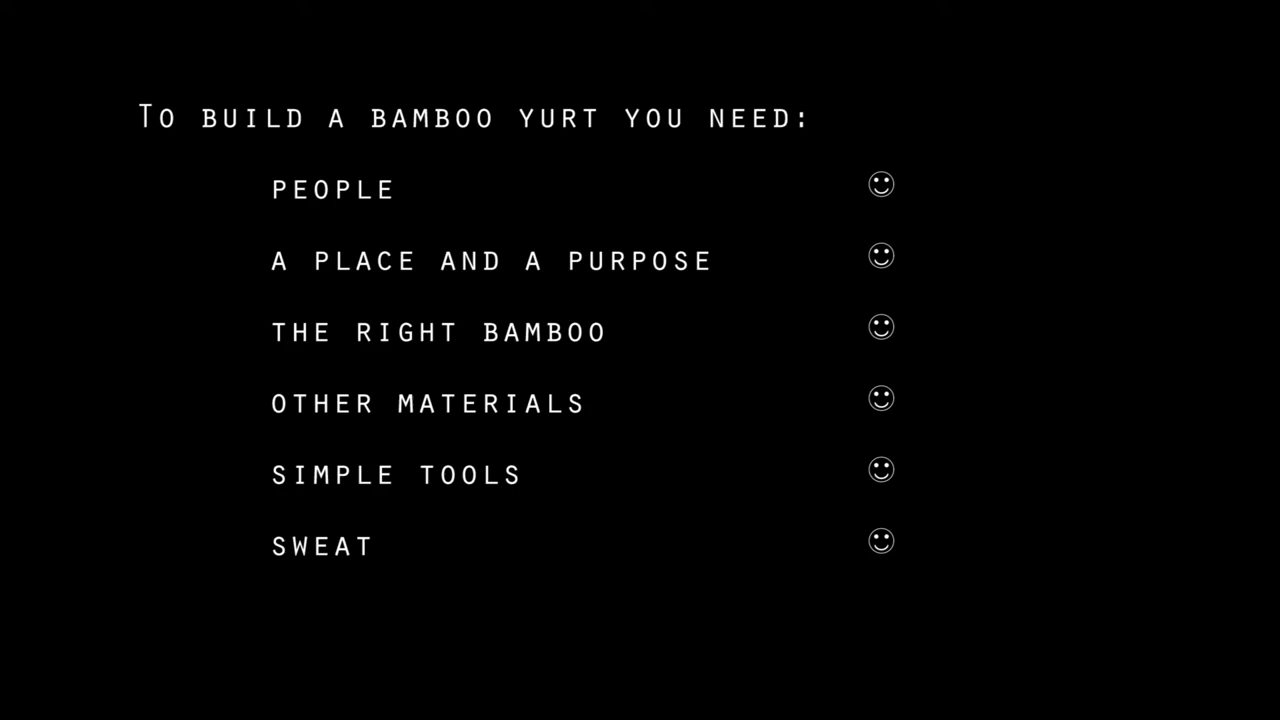 To build a bamboo yurt you need:
people ☺
a place and a purpose ☺
the right bamboo ☺
other materials ☺
simple tools ☺
sweat ☺